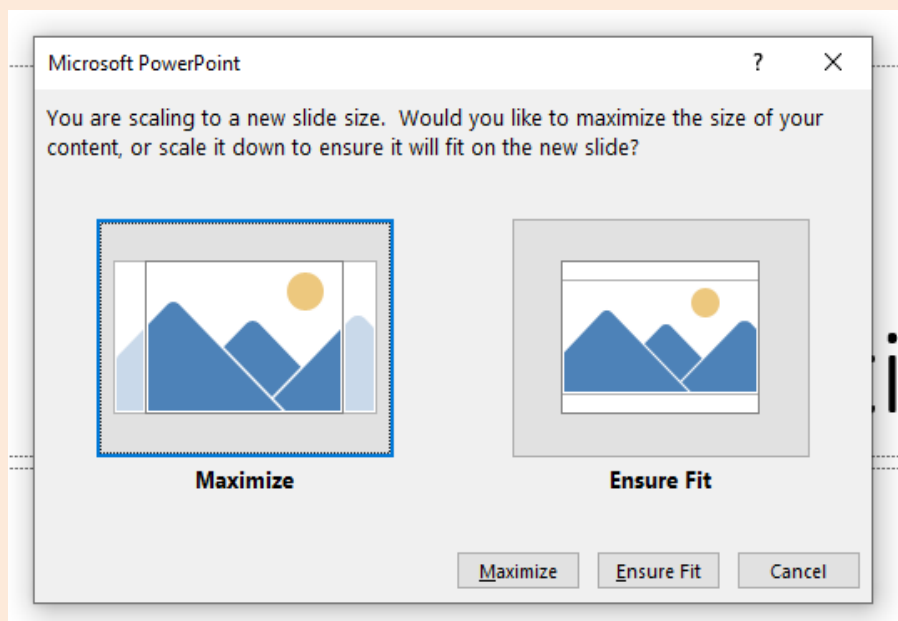 Microsoft PowerPoint ?
You are scaling to a new slide size.  Would you like to maximize the size of your
content, or scale it down to ensure it will fit on the new slide?
Maximize Ensure Fit
Maximize Ensure Fit Cancel